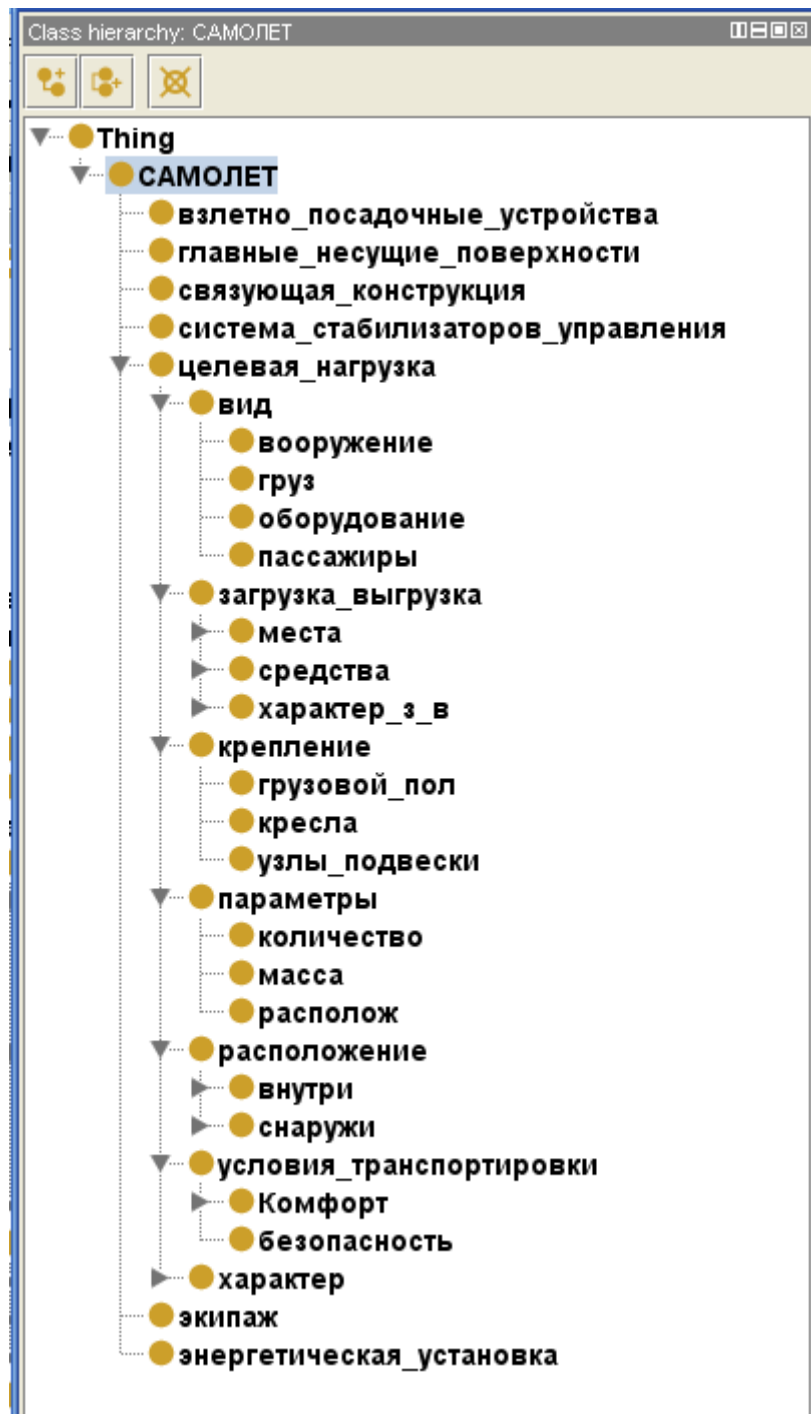 Class hierarchy: САМОЛЕТ
Thing
САМОЛЕТ
взлетно_посадочные_устройства
главные_несущие_поверхности
связующая_конструкция
система_стабилизаторов_управления
целевая_нагрузка
вид
вооружение
груз
оборудование
пассажиры
загрузка_выгрузка
места
средства
характер_з_в
крепление
грузовой_пол
кресла
узлы_подвески
параметры
количество
масса
располож
расположение
внутри
снаружи
условия_транспортировки
Комфорт
безопасность
характер
экипаж
энергетическая_установка